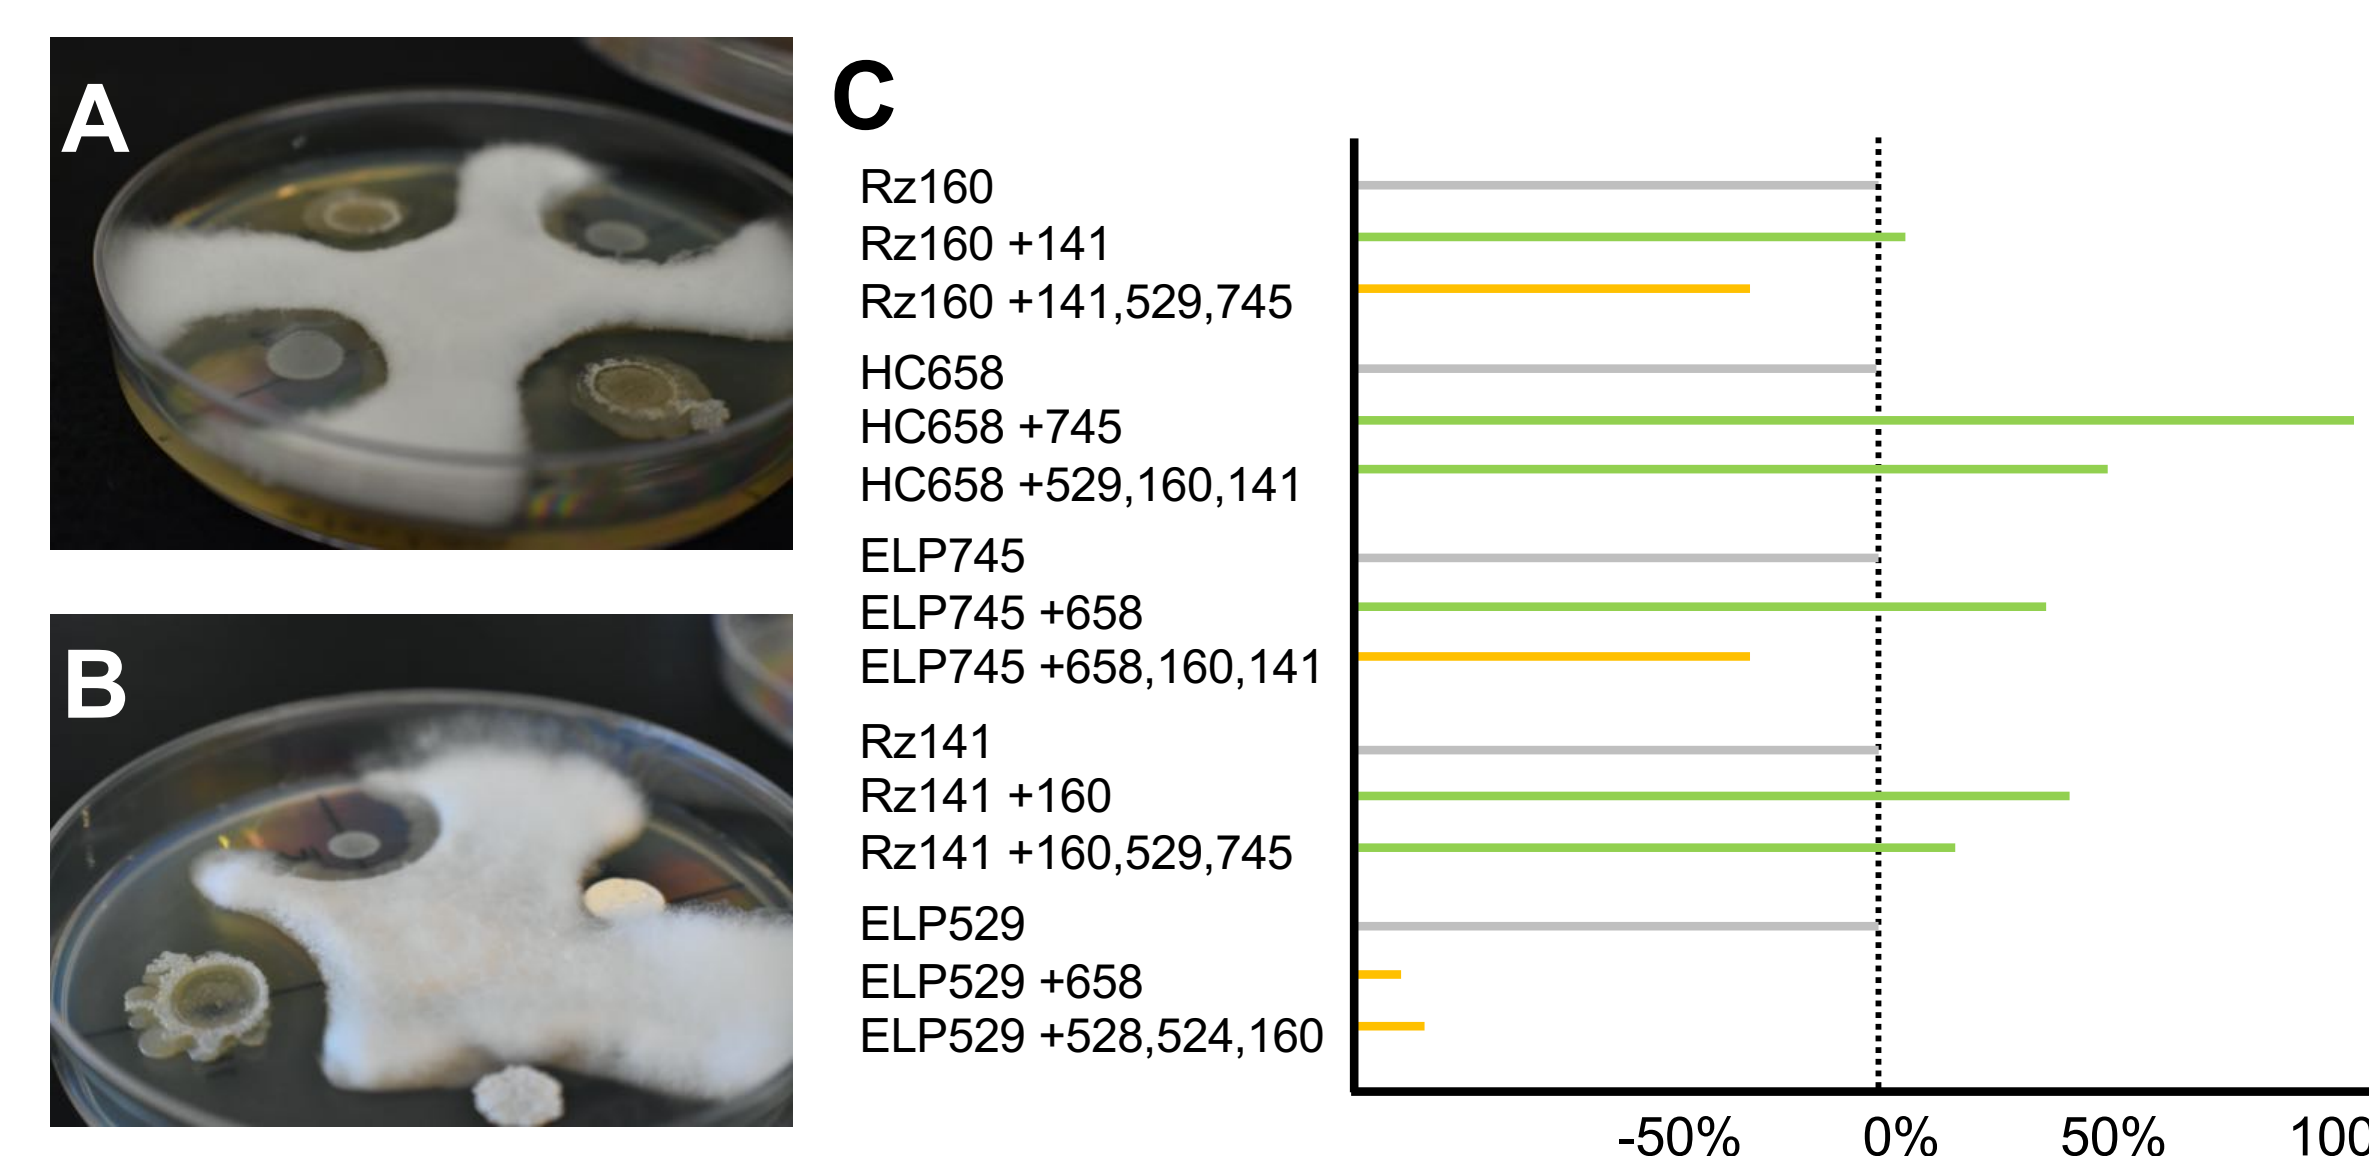 A
B
C
Rz160
Rz160 +141
Rz160 +141,529,745
HC658
HC658 +745
HC658 +529,160,141
ELP745
ELP745 +658
ELP745 +658,160,141
Rz141
Rz141 +160
Rz141 +160,529,745
ELP529
ELP529 +658
ELP529 +528,524,160
-50% 0% 50% 100